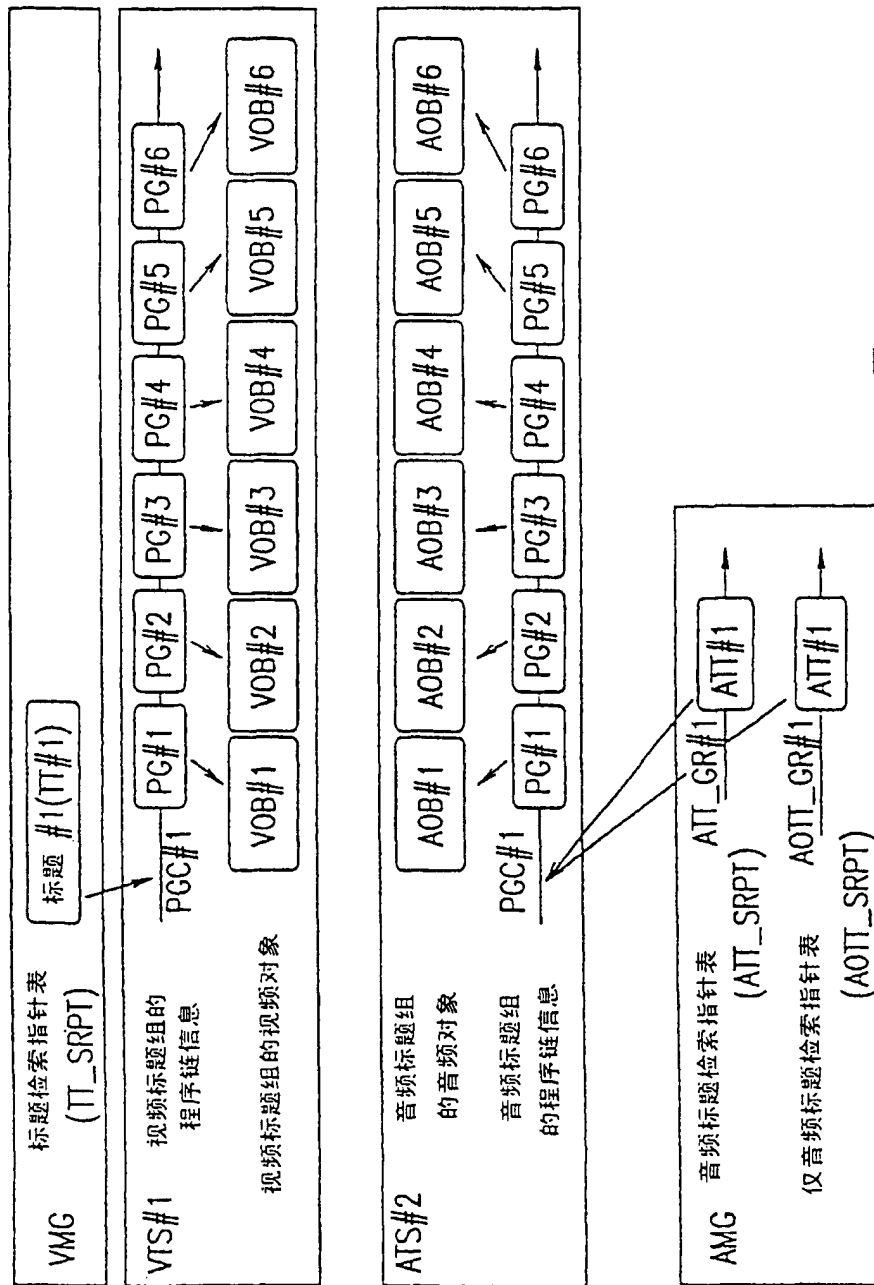 VMG
标题检索指针表
(TT_SRPT)
标题 #1(TT#1)
VTS#1
视频标题组的
程序链信息
PGC#1
PG#1
PG#2
PG#3
PG#4
PG#5
PG#6
视频标题组的视频对象
VOB#1
VOB#2
VOB#3
VOB#4
VOB#5
VOB#6
ATS#2
音频标题组
的音频对象
AOB#1
AOB#2
AOB#3
AOB#4
AOB#5
AOB#6
音频标题组
的程序链信息
PGC#1
PG#1
PG#2
PG#3
PG#4
PG#5
PG#6
AMG
音频标题检索指针表
(ATT_SRPT)
ATT_GR#1
ATT#1
仅音频标题检索指针表
(AOTT_SRPT)
AOTT_GR#1
ATT#1